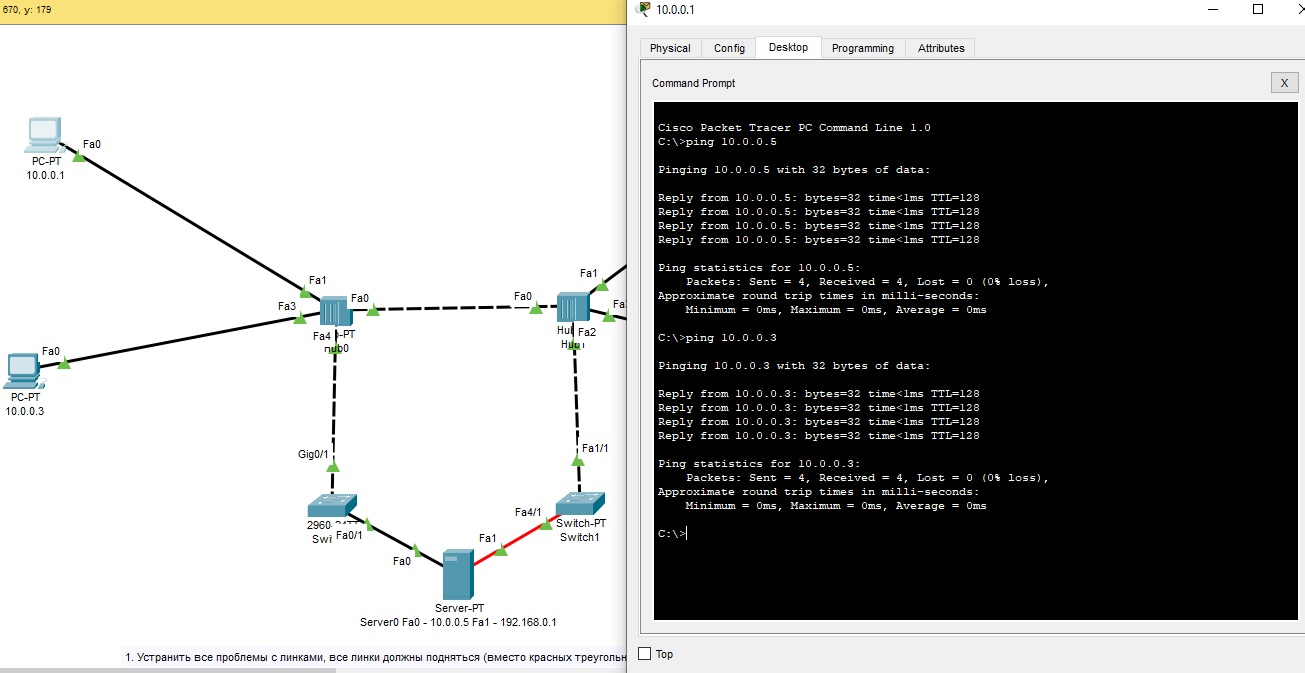 670, y: 179
10.0.0.1
Physical
Config
Desktop
Programming
Attributes
Command Prompt
X
Cisco Packet Tracer PC Command Line 1.0
C:\>ping 10.0.0.5
Pinging 10.0.0.5 with 32 bytes of data:
Reply from 10.0.0.5: bytes=32 time<1ms TTL=128
Reply from 10.0.0.5: bytes=32 time<1ms TTL=128
Reply from 10.0.0.5: bytes=32 time<1ms TTL=128
Reply from 10.0.0.5: bytes=32 time<1ms TTL=128
Ping statistics for 10.0.0.5:
Packets: Sent = 4, Received = 4, Lost = 0 (0% loss),
Approximate round trip times in milli-seconds:
Minimum = 0ms, Maximum = 0ms, Average = 0ms
C:\>ping 10.0.0.3
Pinging 10.0.0.3 with 32 bytes of data:
Reply from 10.0.0.3: bytes=32 time<1ms TTL=128
Reply from 10.0.0.3: bytes=32 time<1ms TTL=128
Reply from 10.0.0.3: bytes=32 time<1ms TTL=128
Reply from 10.0.0.3: bytes=32 time<1ms TTL=128
Ping statistics for 10.0.0.3:
Packets: Sent = 4, Received = 4, Lost = 0 (0% loss),
Approximate round trip times in milli-seconds:
Minimum = 0ms, Maximum = 0ms, Average = 0ms
C:\>
Top
Fa0
PC-PT
10.0.0.1
Fa1
Fa3
Fa0
Fa4
-PT
Hub0
Fa0
PC-PT
10.0.0.3
Fa0
Fa1
Fa2
Hub1
Gig0/1
2960
Fa0/1
Fa1/1
Fa4/1
Switch-PT
Switch1
Fa0
Fa1
Server-PT
Server0 Fa0 - 10.0.0.5 Fa1 - 192.168.0.1
1. Устранить все проблемы с линками, все линки должны подняться (вместо красных треугольн